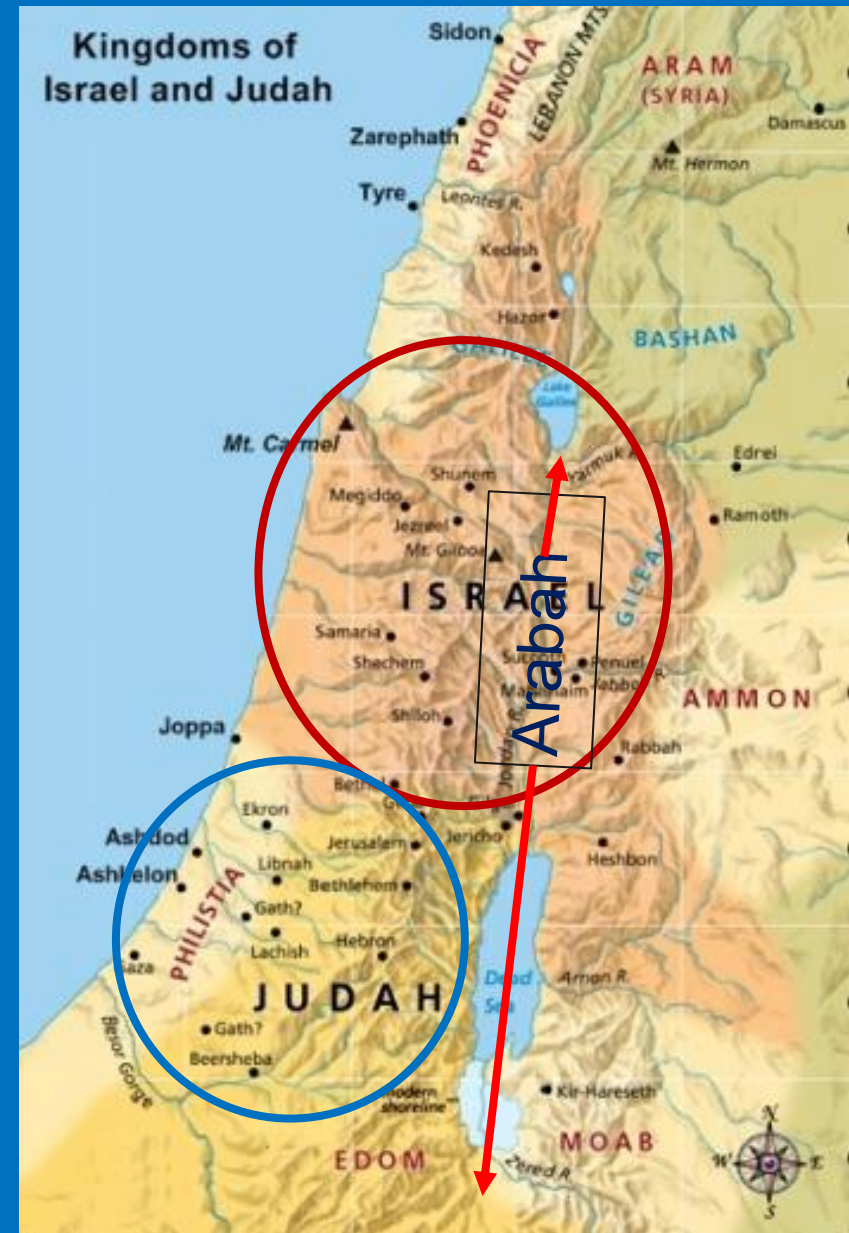 Kingdoms of
Israel and Judah
Sidon
PHOENICIA
LEBANON MTS
ARAM
(SYRIA)
Damascus
Zarephath
Mt. Hermon
Tyre
Leontes R.
Kedesh
Hazor
GALILEE
BASHAN
Lake
Galilee
Mt. Carmel
Shunem
Yarmuk R.
Edrei
Megiddo
Jezreel
Ramoth
Mt. Gilboa
GILEAD
ISRAEL
Arabah
Samaria
Succoth
Penuel
Shechem
Mahanaim
Jabbok R.
AMMON
Shiloh
Jordan R.
Joppa
Rabbah
Bethel
Ekron
Ashdod
Jerusalem
Jericho
Heshbon
Ashkelon
Libnah
Bethlehem
PHILISTIA
Gath?
Lachish
Hebron
Gaza
Dead
Sea
Arnon R.
JUDAH
Gath?
Besor Gorge
Beersheba
modern
shoreline
Kir-Hareseth
EDOM
MOAB
Zered R.
N
W
E
S